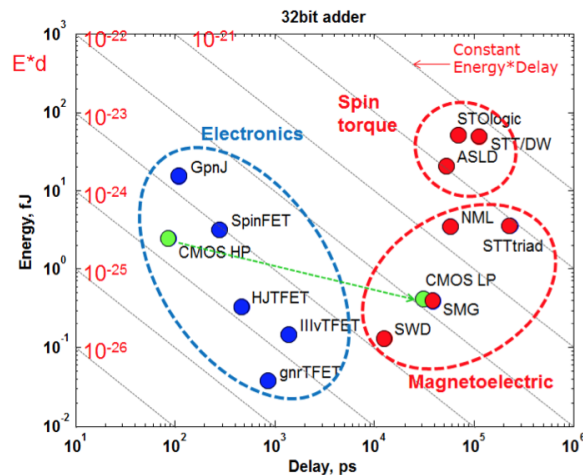 32bit adder
E*d
10^3
10^-22
10^-21
Constant
Energy*Delay
10^2
10^-23
Electronics
Spin
torque
STOlogic
STT/DW
ASLD
GpnJ
10^1
10^-24
SpinFET
CMOS HP
NML
STTtriad
10^0
10^-25
HJTFET
CMOS LP
SMG
10^-1
10^-26
IIIvTFET
SWD
gnrTFET
Magnetoelectric
10^-2
Energy, fJ
10^1
10^2
10^3
10^4
10^5
10^6
Delay, ps